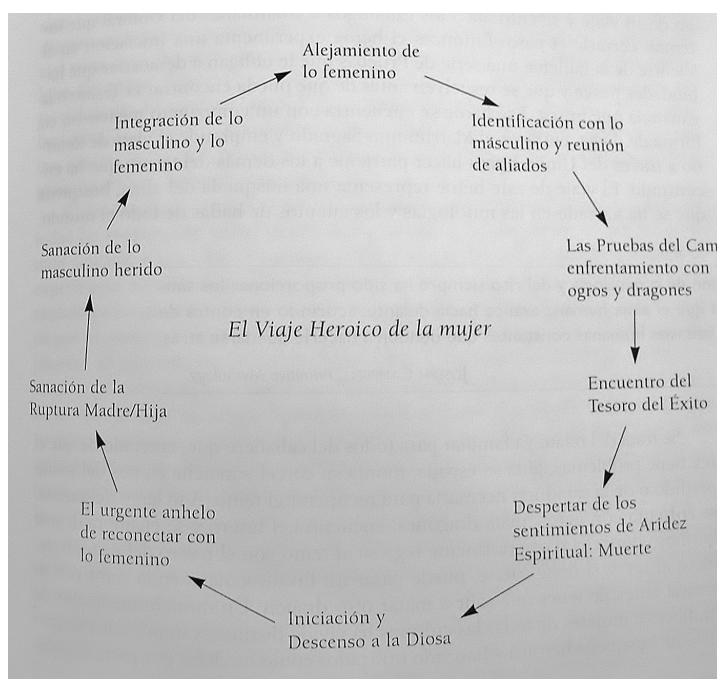 Alejamiento de
lo femenino
Identificación con lo
masculino y reunión
de aliados
Las Pruebas del Cam
enfrentamiento con
ogros y dragones
Encuentro del
Tesoro del Éxito
Despertar de los
sentimientos de Aridez
Espiritual: Muerte
Iniciación y
Descenso a la Diosa
El urgente anhelo
de reconectar con
lo femenino
Sanación de la
Ruptura Madre/Hija
Sanación de lo
masculino herido
Integración de lo
masculino y lo
femenino
El Viaje Heroico de la mujer